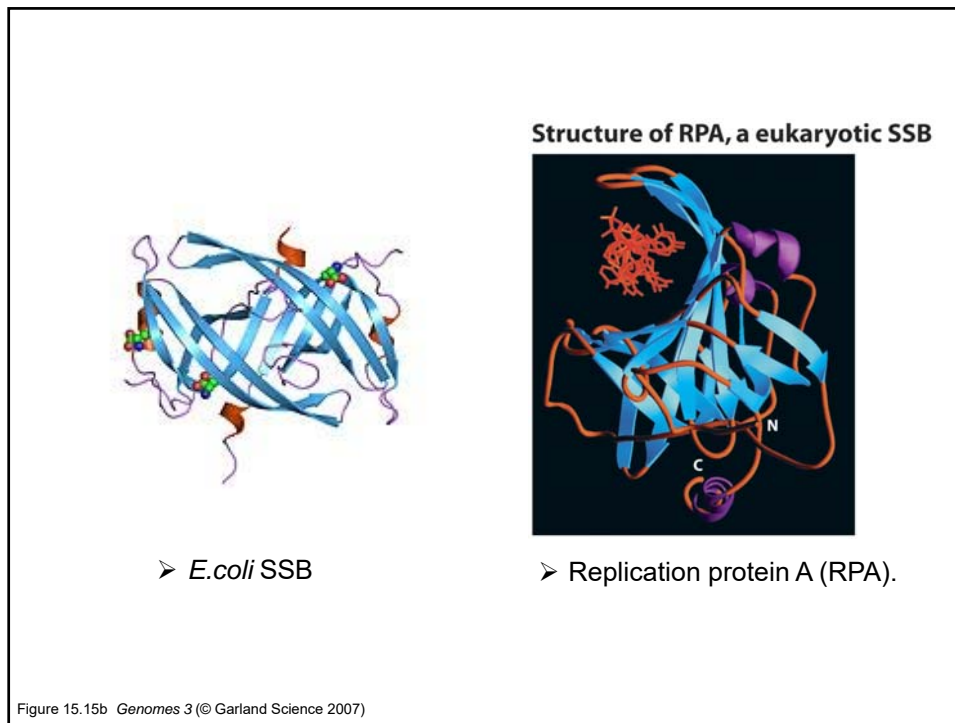 Structure of RPA, a eukaryotic SSB
N
C
➢ E.coli SSB
➢ Replication protein A (RPA).
Figure 15.15b Genomes 3 (© Garland Science 2007)